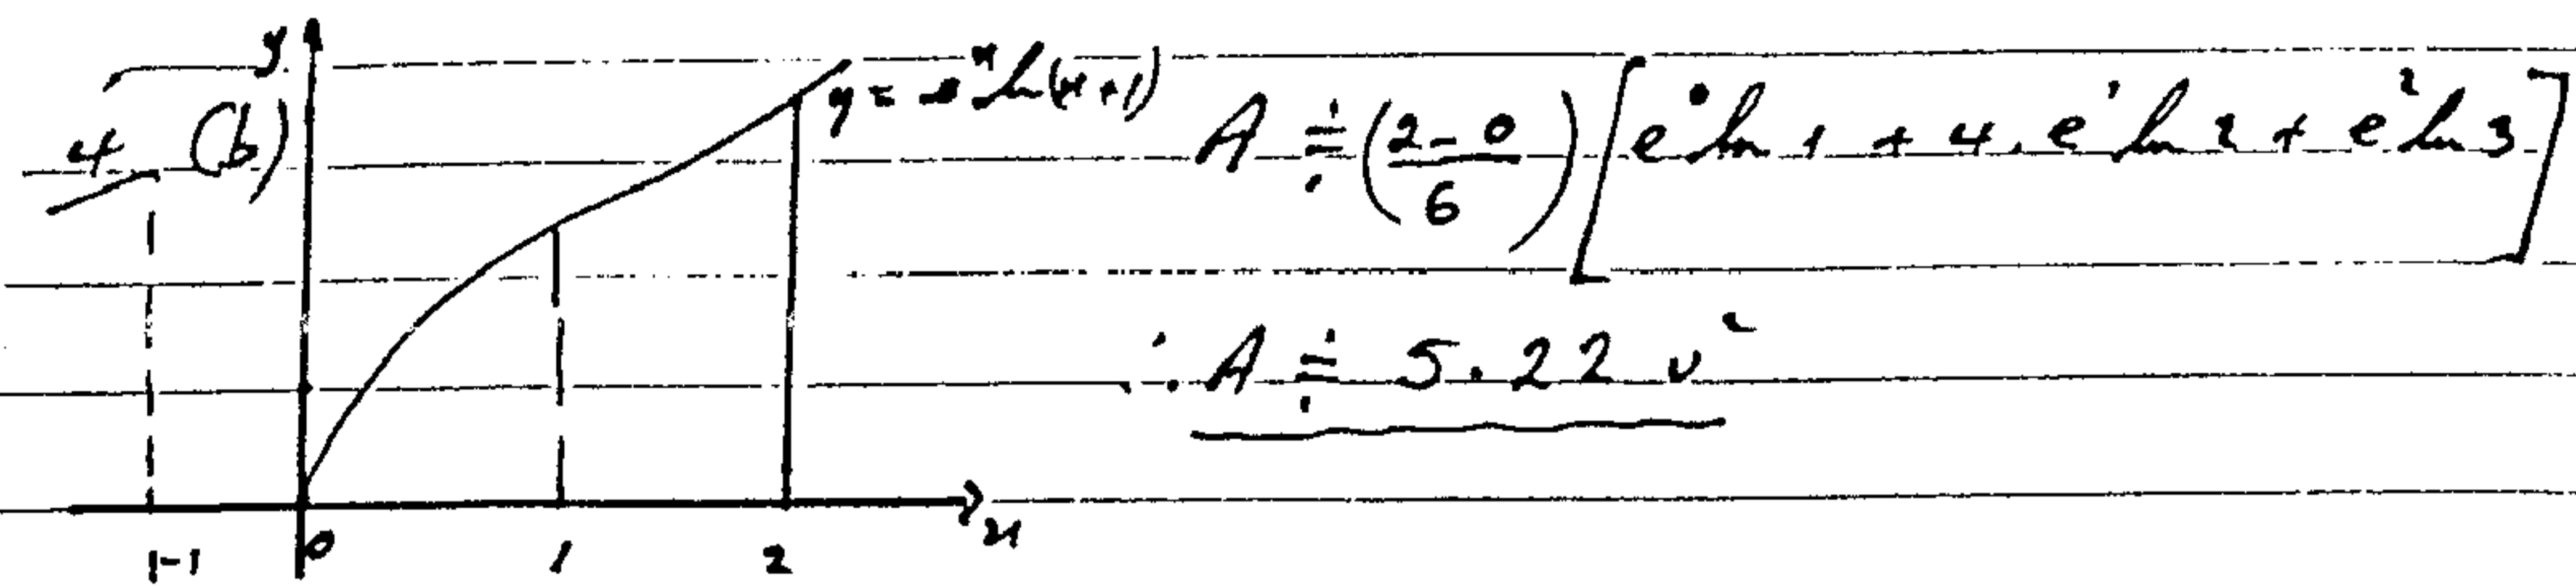 y
4 (b)
y = e^x ln(x+1)
A ≑ ((2-0)/6) [e^0 ln 1 + 4. e^1 ln 2 + e^2 ln 3]
∴ A ≑ 5.22 u^2
-1 0 1 2 x